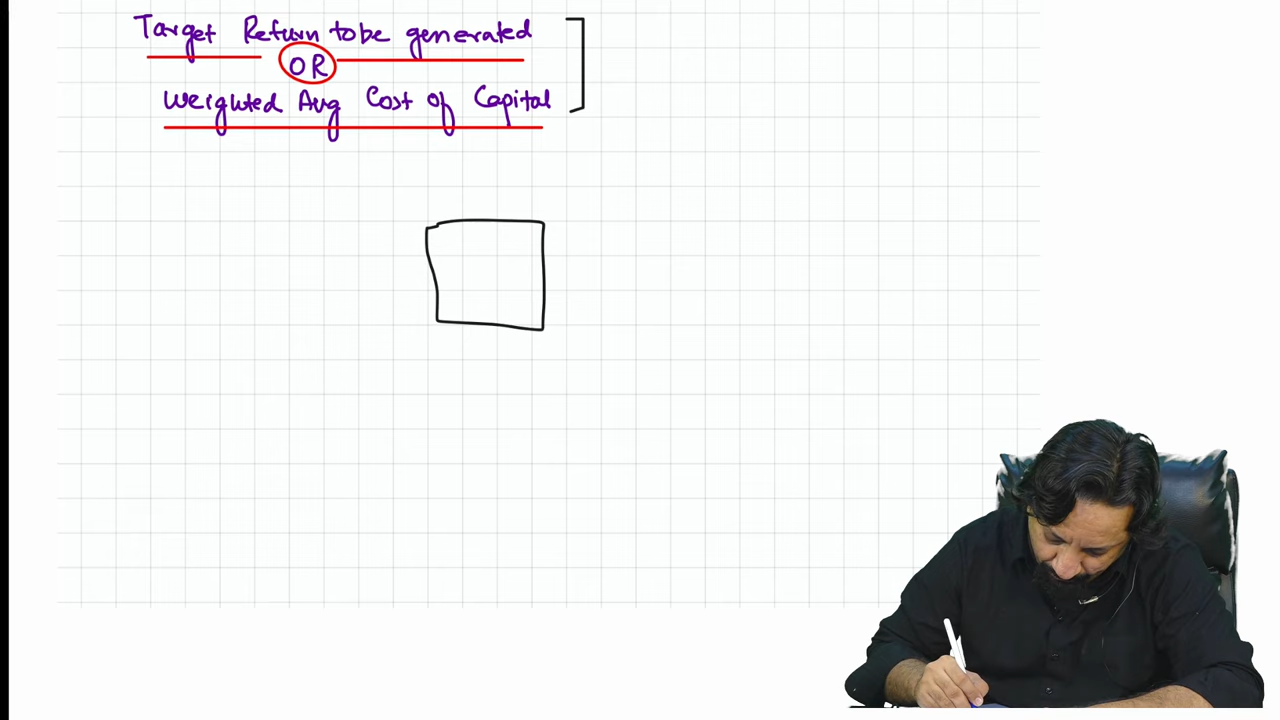 Target Return to be generated
OR
Weighted Avg Cost of Capital